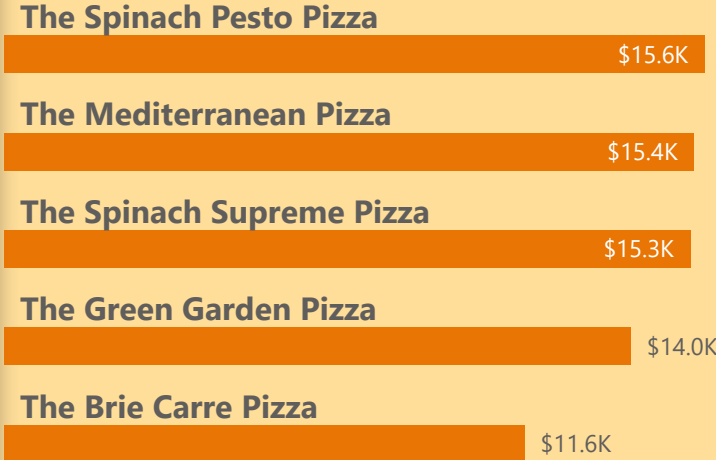 The Spinach Pesto Pizza
$15.6K
The Mediterranean Pizza
$15.4K
The Spinach Supreme Pizza
$15.3K
The Green Garden Pizza
$14.0K
The Brie Carre Pizza
$11.6K